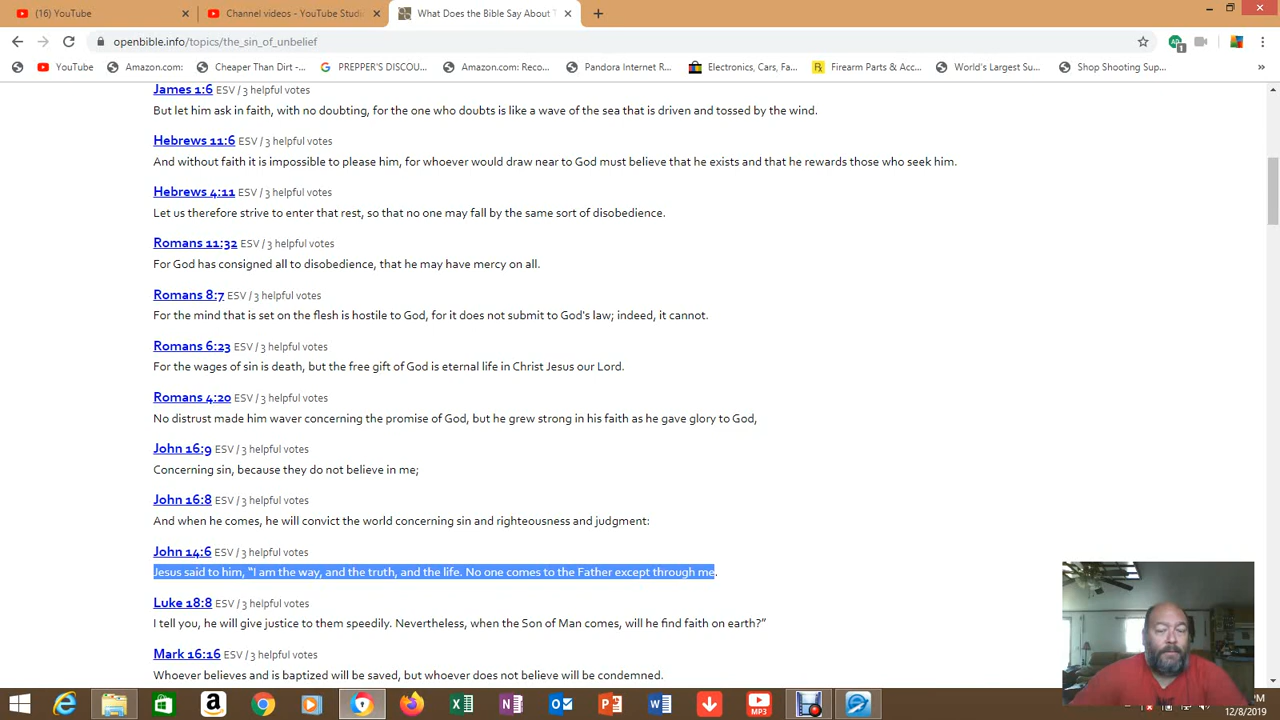 (16) YouTube
Channel videos - YouTube Studi
What Does the Bible Say About T
openbible.info/topics/the_sin_of_unbelief
YouTube
Amazon.com:
Cheaper Than Dirt -...
PREPPER'S DISCOU...
Amazon.com: Reco...
Pandora Internet R...
Electronics, Cars, Fa...
Firearm Parts & Acc...
World's Largest Su...
Shop Shooting Sup...
»
James 1:6 ESV / 3 helpful votes
But let him ask in faith, with no doubting, for the one who doubts is like a wave of the sea that is driven and tossed by the wind.
Hebrews 11:6 ESV / 3 helpful votes
And without faith it is impossible to please him, for whoever would draw near to God must believe that he exists and that he rewards those who seek him.
Hebrews 4:11 ESV / 3 helpful votes
Let us therefore strive to enter that rest, so that no one may fall by the same sort of disobedience.
Romans 11:32 ESV / 3 helpful votes
For God has consigned all to disobedience, that he may have mercy on all.
Romans 8:7 ESV / 3 helpful votes
For the mind that is set on the flesh is hostile to God, for it does not submit to God's law; indeed, it cannot.
Romans 6:23 ESV / 3 helpful votes
For the wages of sin is death, but the free gift of God is eternal life in Christ Jesus our Lord.
Romans 4:20 ESV / 3 helpful votes
No distrust made him waver concerning the promise of God, but he grew strong in his faith as he gave glory to God,
John 16:9 ESV / 3 helpful votes
Concerning sin, because they do not believe in me;
John 16:8 ESV / 3 helpful votes
And when he comes, he will convict the world concerning sin and righteousness and judgment:
John 14:6 ESV / 3 helpful votes
Jesus said to him, “I am the way, and the truth, and the life. No one comes to the Father except through me.
Luke 18:8 ESV / 3 helpful votes
I tell you, he will give justice to them speedily. Nevertheless, when the Son of Man comes, will he find faith on earth?”
Mark 16:16 ESV / 3 helpful votes
Whoever believes and is baptized will be saved, but whoever does not believe will be condemned.
MP3
12/8/2019